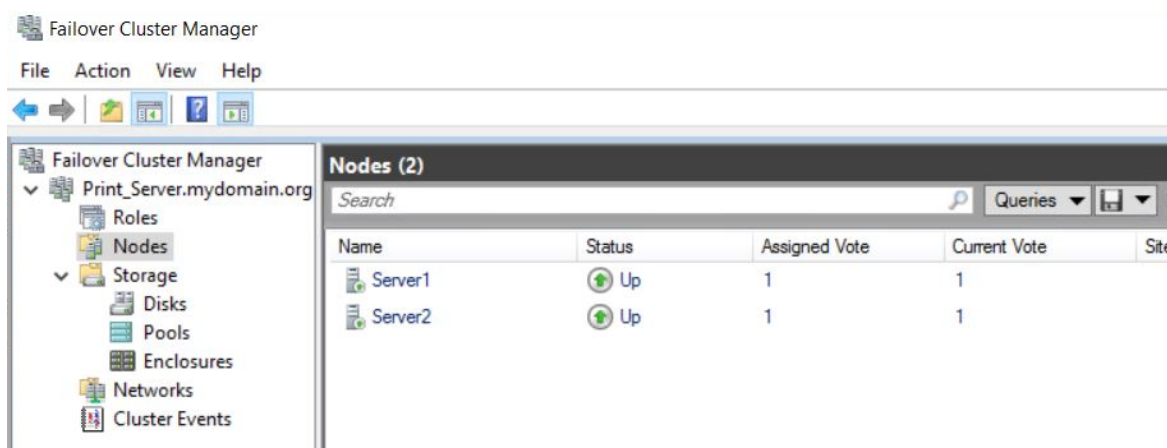 Failover Cluster Manager
File Action View Help
Failover Cluster Manager
Print_Server.mydomain.org
Roles
Nodes
Storage
Disks
Pools
Enclosures
Networks
Cluster Events
Nodes (2)
Search
Queries
Name Status Assigned Vote Current Vote Site
Server1 Up 1 1
Server2 Up 1 1